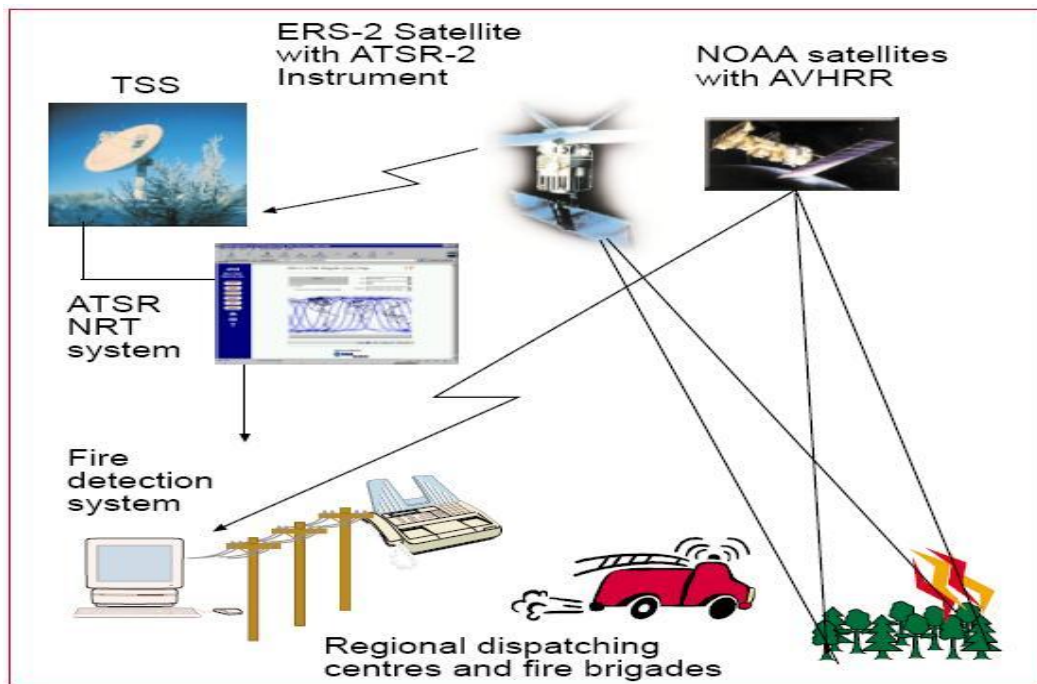 ERS-2 Satellite
with ATSR-2
Instrument
NOAA satellites
with AVHRR
TSS
ATSR
NRT
system
Fire
detection
system
Regional dispatching
centres and fire brigades